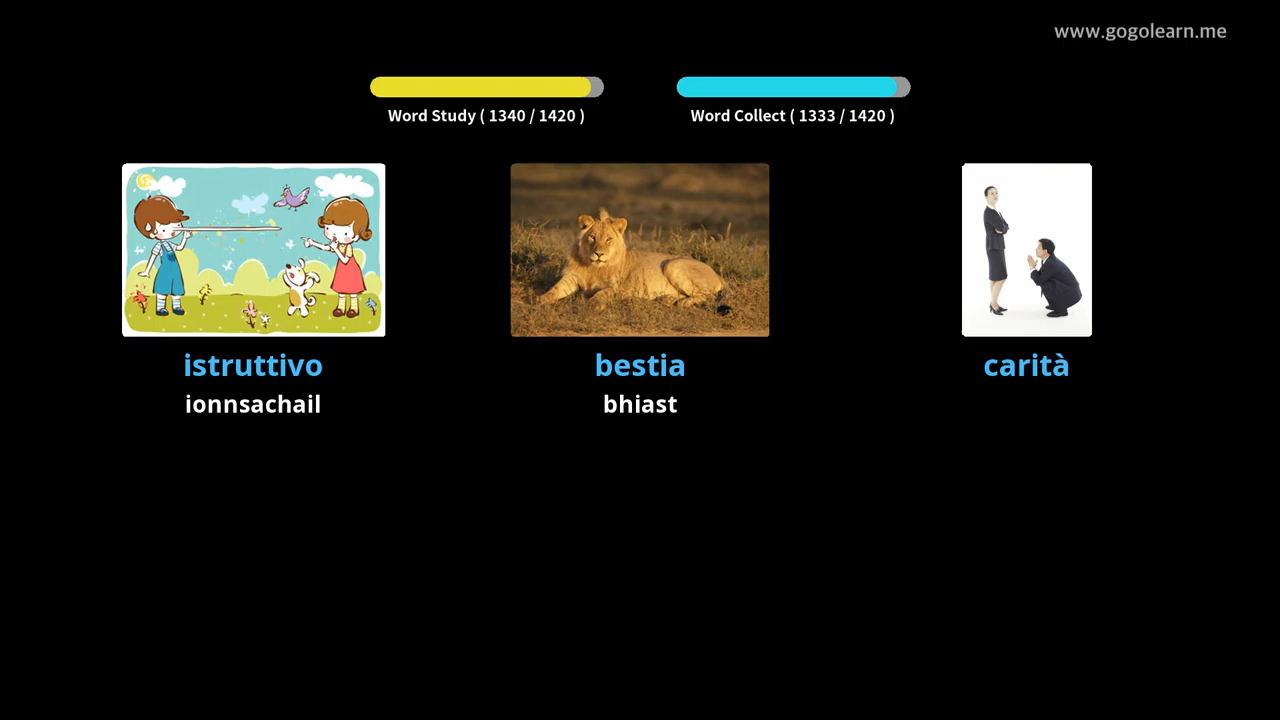 www.gogolearn.me
Word Study ( 1340 / 1420 )
Word Collect ( 1333 / 1420 )
istruttivo
bestia
carità
ionnsachail
bhiast